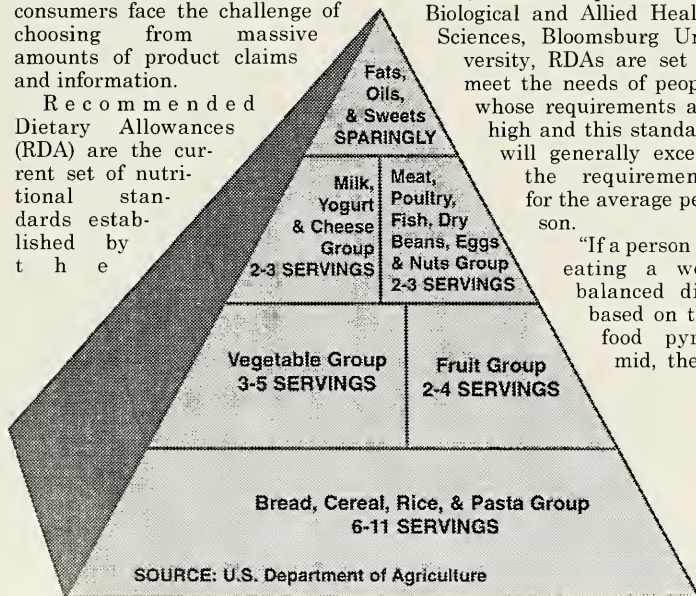 consumers face the challenge of
choosing from massive
amounts of product claims
and information.
Recommended
Dietary Allowances
(RDA) are the cur-
rent set of nutri-
tional stan-
dards estab-
lished by
the
Fats,
Oils,
& Sweets
SPARINGLY
Milk,
Yogurt
& Cheese
Group
2-3 SERVINGS
Meat,
Poultry,
Fish, Dry
Beans, Eggs
& Nuts Group
2-3 SERVINGS
Vegetable Group
3-5 SERVINGS
Fruit Group
2-4 SERVINGS
Bread, Cereal, Rice, & Pasta Group
6-11 SERVINGS
SOURCE: U.S. Department of Agriculture
Biological and Allied Heal
Sciences, Bloomsburg Un
versity, RDAs are set
meet the needs of peop
whose requirements a
high and this standa
will generally excee
the requiremen
for the average pe
son.
"If a person
eating a we
balanced di
based on t
food pyr
mid, the